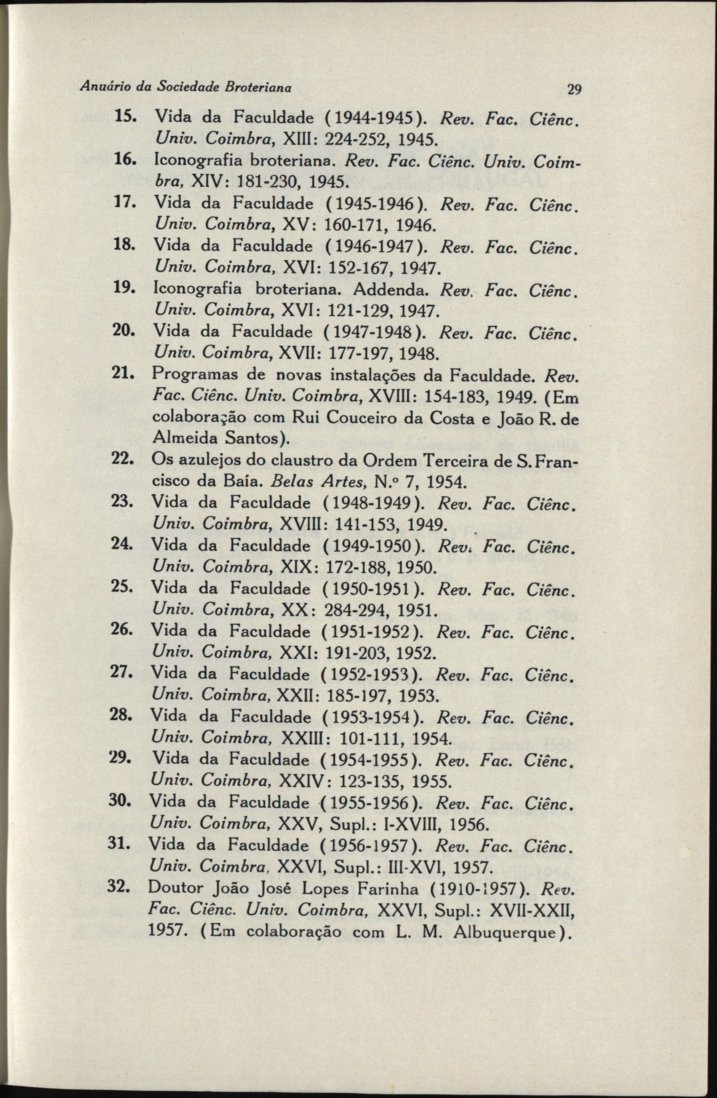 Anuário da Sociedade Broteriana 29
15. Vida da Faculdade (1944-1945). Rev. Fac. Ciênc.
Univ. Coimbra, XIII: 224-252, 1945.
16. Iconografia broteriana. Rev. Fac. Ciênc. Univ. Coim-
bra, XIV: 181-230, 1945.
17. Vida da Faculdade (1945-1946). Rev. Fac. Ciênc.
Univ. Coimbra, XV: 160-171, 1946.
18. Vida da Faculdade (1946-1947). Rev. Fac. Ciênc.
Univ. Coimbra, XVI: 152-167, 1947.
19. Iconografia broteriana. Addenda. Rev. Fac. Ciênc.
Univ. Coimbra, XVI: 121-129, 1947.
20. Vida da Faculdade (1947-1948). Rev. Fac. Ciênc.
Univ. Coimbra, XVII: 177-197, 1948.
21. Programas de novas instalações da Faculdade. Rev.
Fac. Ciênc. Univ. Coimbra, XVIII: 154-183, 1949. (Em
colaboração com Rui Couceiro da Costa e João R. de
Almeida Santos).
22. Os azulejos do claustro da Ordem Terceira de S. Fran-
cisco da Baía. Belas Artes, N.º 7, 1954.
23. Vida da Faculdade (1948-1949). Rev. Fac. Ciênc.
Univ. Coimbra, XVIII: 141-153, 1949.
24. Vida da Faculdade (1949-1950). Rev. Fac. Ciênc.
Univ. Coimbra, XIX: 172-188, 1950.
25. Vida da Faculdade (1950-1951). Rev. Fac. Ciênc.
Univ. Coimbra, XX: 284-294, 1951.
26. Vida da Faculdade (1951-1952). Rev. Fac. Ciênc.
Univ. Coimbra, XXI: 191-203, 1952.
27. Vida da Faculdade (1952-1953). Rev. Fac. Ciênc.
Univ. Coimbra, XXII: 185-197, 1953.
28. Vida da Faculdade (1953-1954). Rev. Fac. Ciênc.
Univ. Coimbra, XXIII: 101-111, 1954.
29. Vida da Faculdade (1954-1955). Rev. Fac. Ciênc.
Univ. Coimbra, XXIV: 123-135, 1955.
30. Vida da Faculdade (1955-1956). Rev. Fac. Ciênc.
Univ. Coimbra, XXV, Supl.: I-XVIII, 1956.
31. Vida da Faculdade (1956-1957). Rev. Fac. Ciênc.
Univ. Coimbra, XXVI, Supl.: III-XVI, 1957.
32. Doutor João José Lopes Farinha (1910-1957). Rev.
Fac. Ciênc. Univ. Coimbra, XXVI, Supl.: XVII-XXII,
1957. (Em colaboração com L. M. Albuquerque).